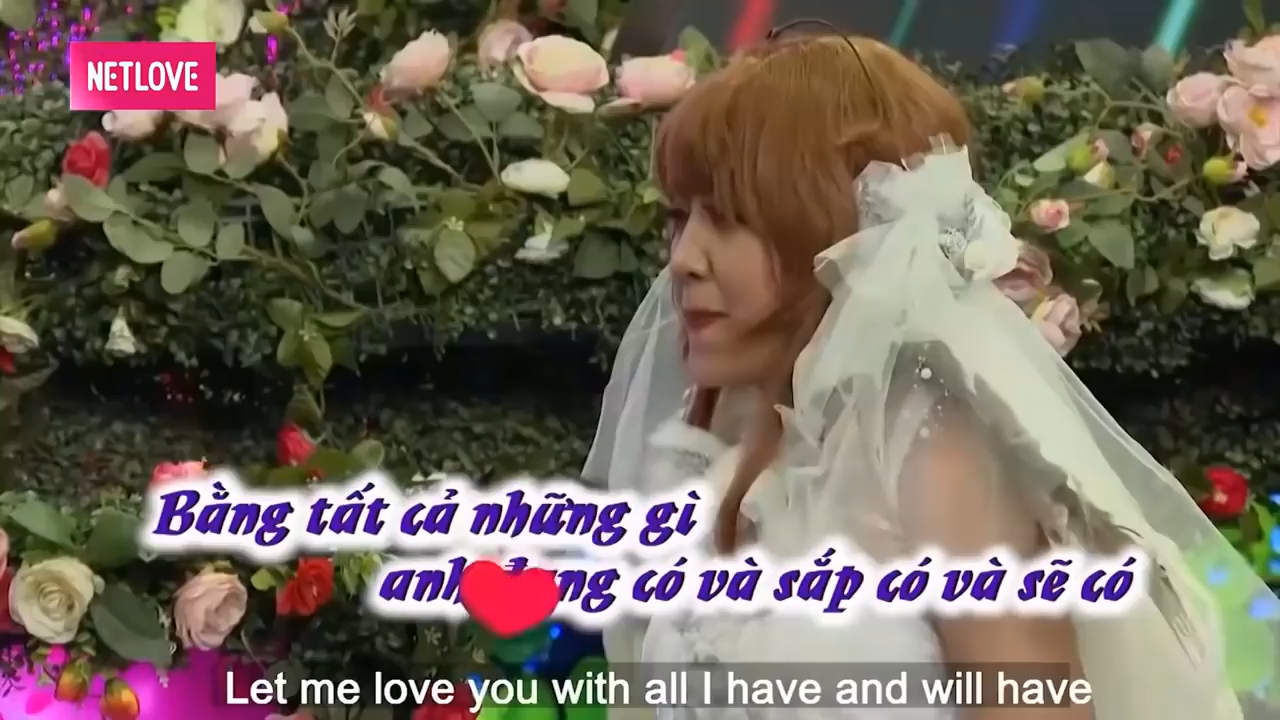 NETLOVE
Bằng tất cả những gì
anh đang có và sắp có và sẽ có
Let me love you with all I have and will have